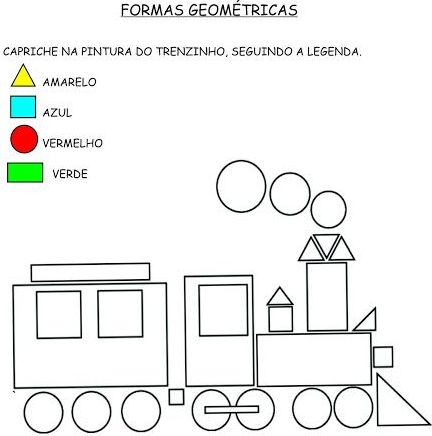 FORMAS GEOMÉTRICAS
CAPRICHE NA PINTURA DO TRENZINHO, SEGUINDO A LEGENDA.
AMARELO
AZUL
VERMELHO
VERDE